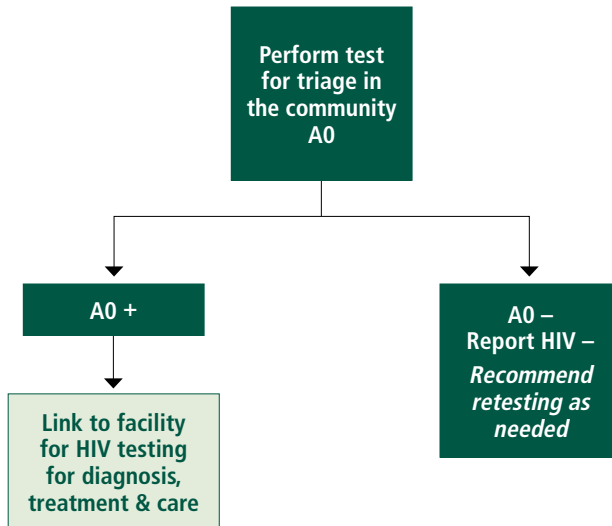 Perform test
for triage in
the community
A0
A0 +
A0 –
Report HIV –
Recommend
retesting as
needed
Link to facility
for HIV testing
for diagnosis,
treatment & care